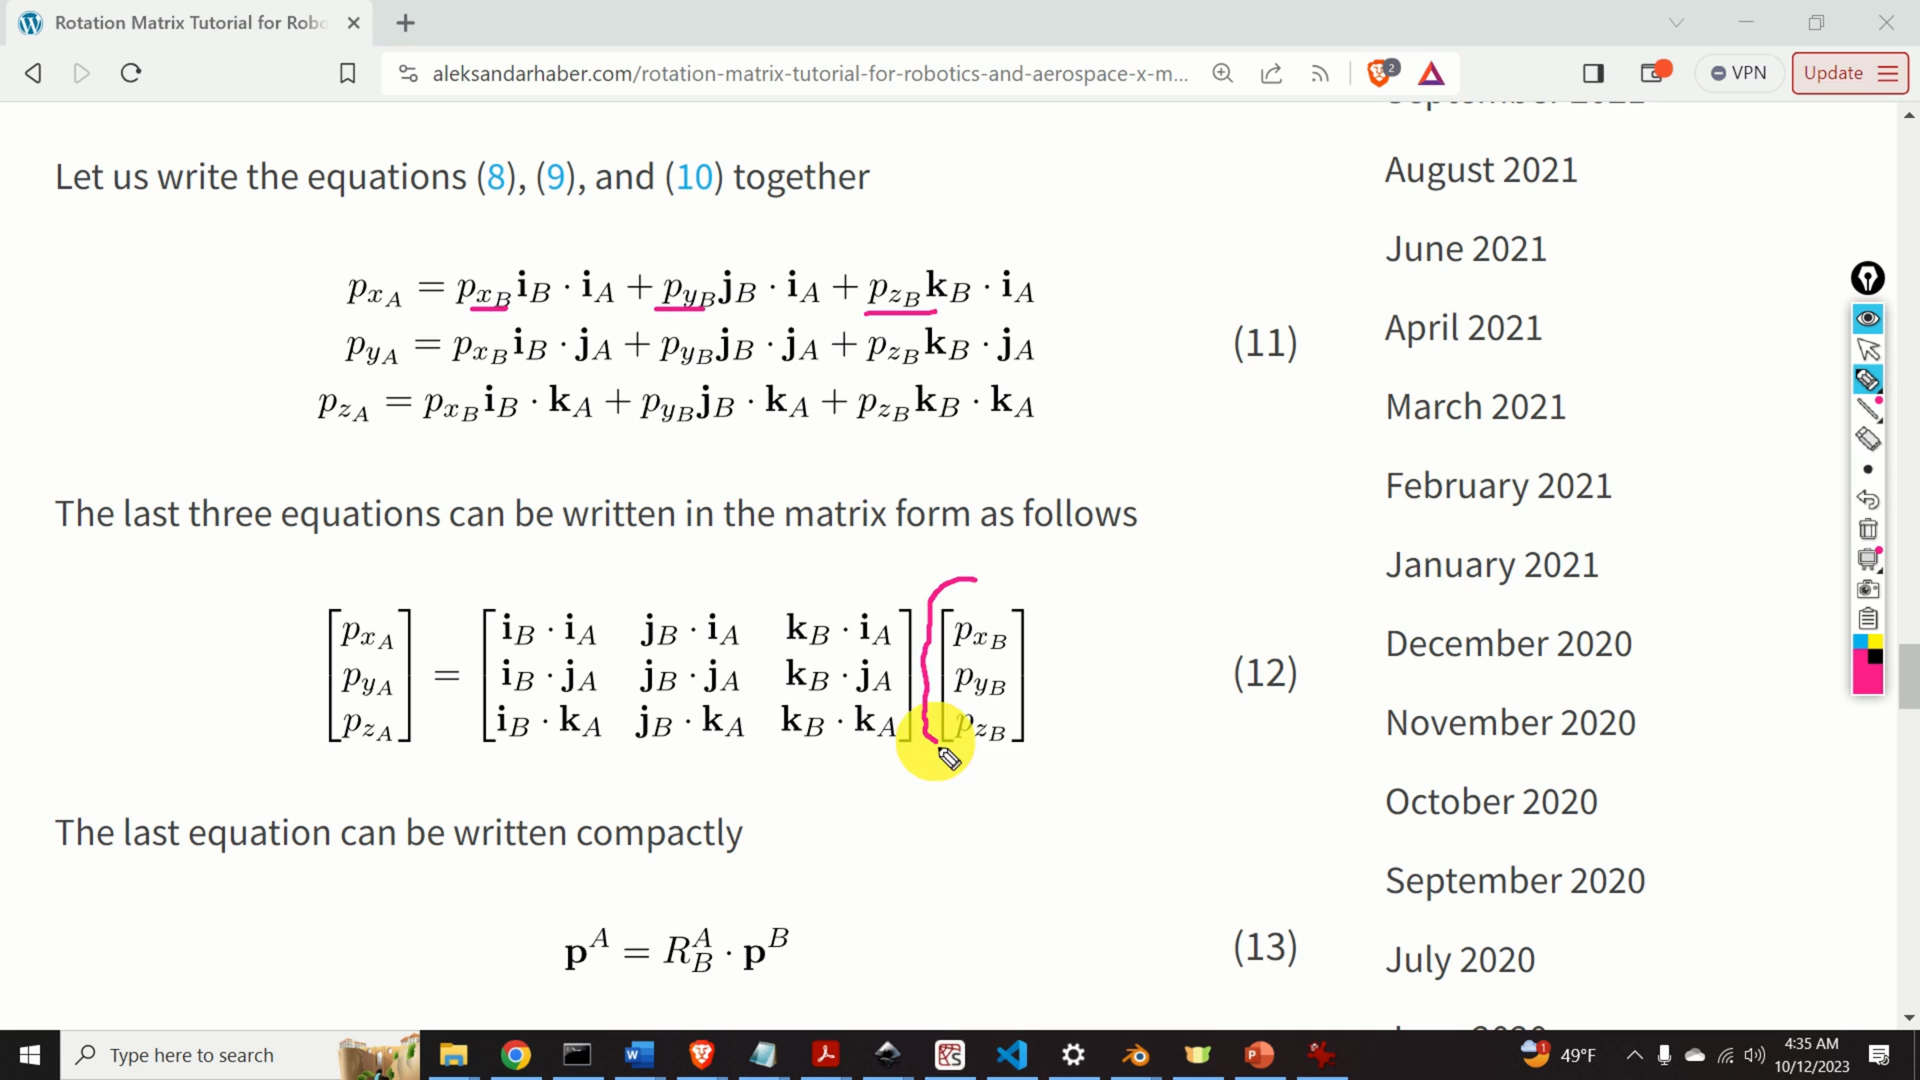 Rotation Matrix Tutorial for Robo
aleksandarhaber.com/rotation-matrix-tutorial-for-robotics-and-aerospace-x-m...
2
VPN
Update
Let us write the equations (8), (9), and (10) together
p_{x_A} = p_{x_B} i_B · i_A + p_{y_B} j_B · i_A + p_{z_B} k_B · i_A
p_{y_A} = p_{x_B} i_B · j_A + p_{y_B} j_B · j_A + p_{z_B} k_B · j_A (11)
p_{z_A} = p_{x_B} i_B · k_A + p_{y_B} j_B · k_A + p_{z_B} k_B · k_A
The last three equations can be written in the matrix form as follows
[p_{x_A}] [i_B · i_A j_B · i_A k_B · i_A] [p_{x_B}]
[p_{y_A}] = [i_B · j_A j_B · j_A k_B · j_A] [p_{y_B}] (12)
[p_{z_A}] [i_B · k_A j_B · k_A k_B · k_A] [p_{z_B}]
The last equation can be written compactly
p^A = R_B^A · p^B (13)
September 2021
August 2021
June 2021
April 2021
March 2021
February 2021
January 2021
December 2020
November 2020
October 2020
September 2020
July 2020
Type here to search
1
49°F
4:35 AM
10/12/2023